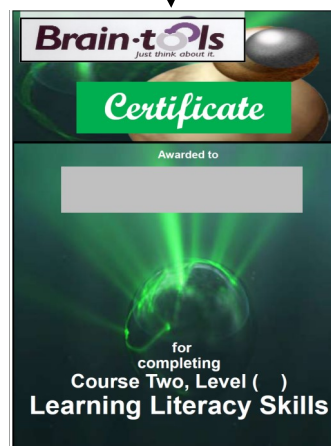 Brain-tools
just think about it.
Certificate
Awarded to
for
completing
Course Two, Level (   )
Learning Literacy Skills